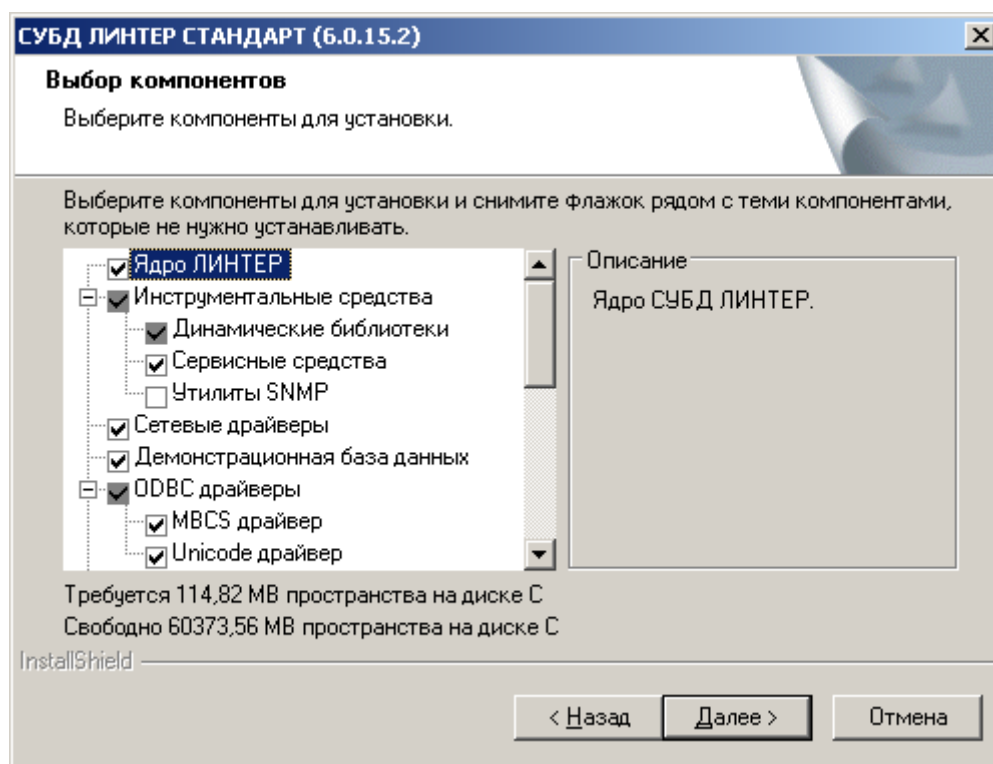 СУБД ЛИНТЕР СТАНДАРТ (6.0.15.2)
Выбор компонентов
Выберите компоненты для установки.
Выберите компоненты для установки и снимите флажок рядом с теми компонентами,
которые не нужно устанавливать.
Ядро ЛИНТЕР
Инструментальные средства
Динамические библиотеки
Сервисные средства
Утилиты SNMP
Сетевые драйверы
Демонстрационная база данных
ODBC драйверы
MBCS драйвер
Unicode драйвер
Описание
Ядро СУБД ЛИНТЕР.
Требуется 114,82 MB пространства на диске C
Свободно 60373,56 MB пространства на диске C
InstallShield
< Назад
Далее >
Отмена